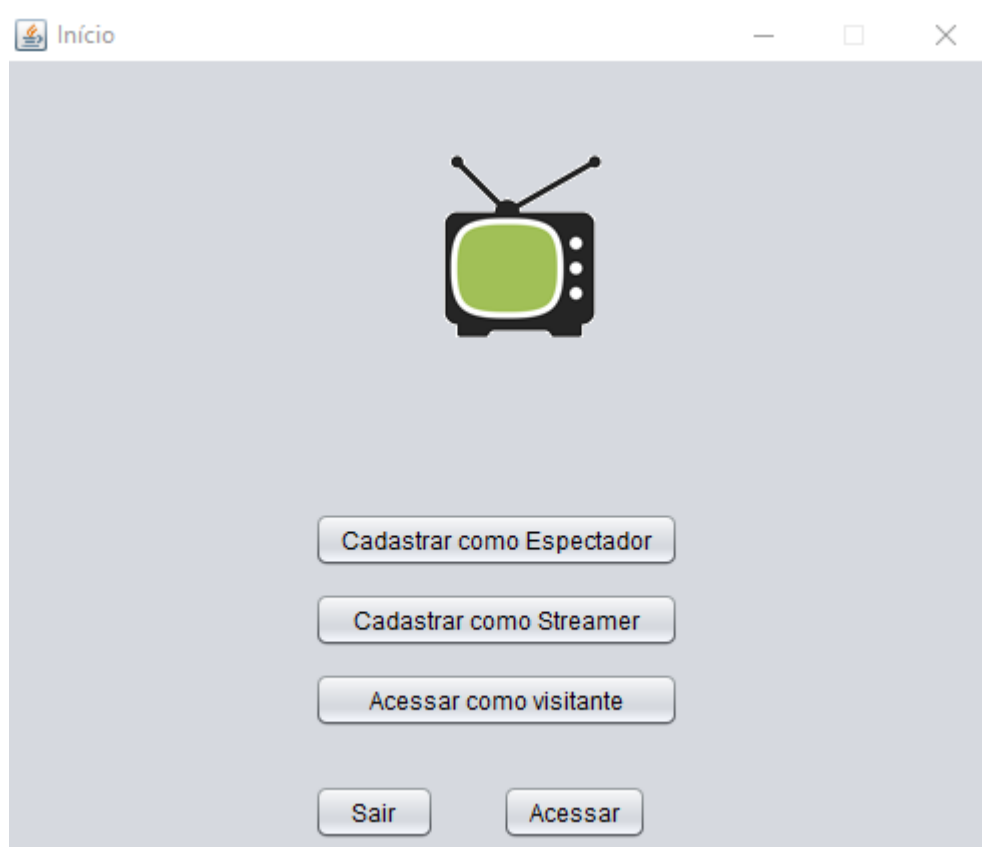 Início
Cadastrar como Espectador
Cadastrar como Streamer
Acessar como visitante
Sair Acessar